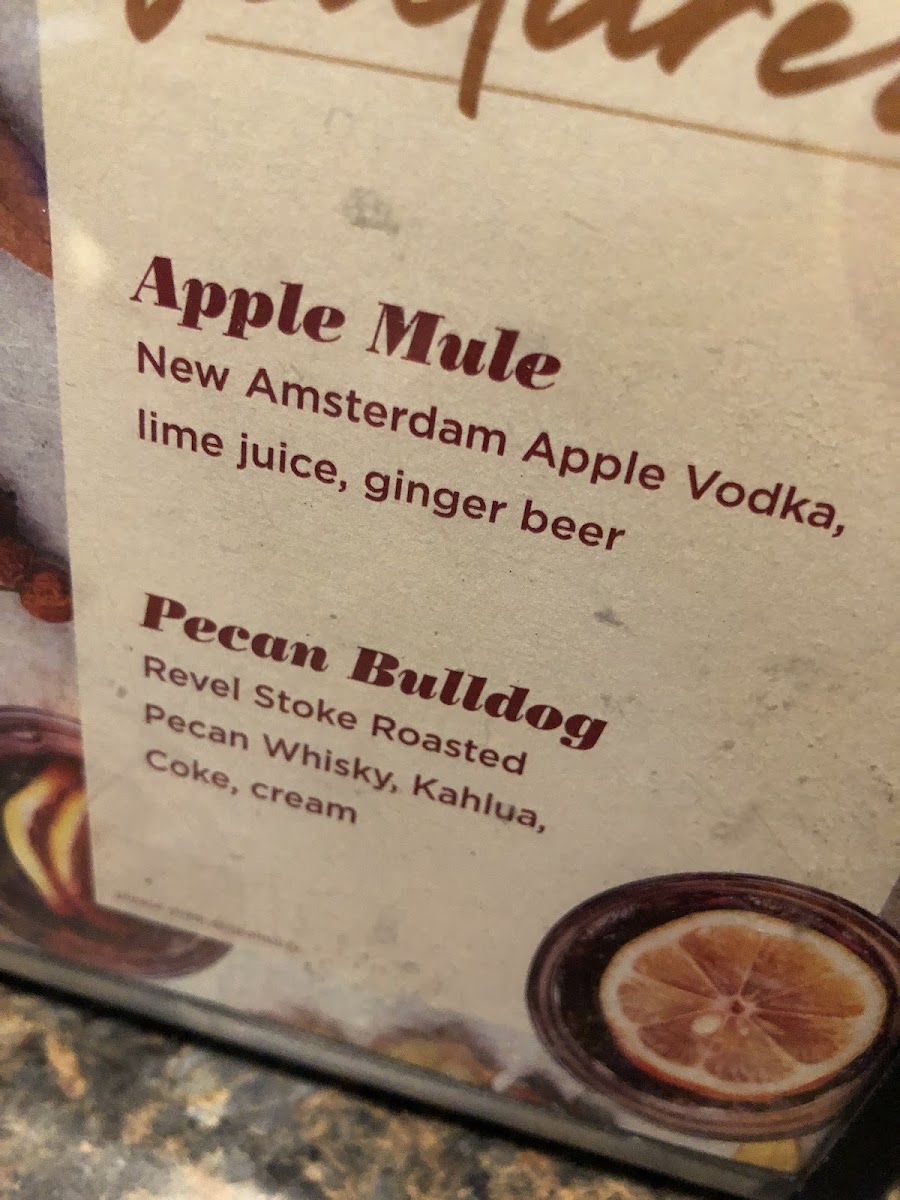 Apple Mule
New Amsterdam Apple Vodka,
lime juice, ginger beer
Pecan Bulldog
Revel Stoke Roasted
Pecan Whisky, Kahlua,
Coke, cream